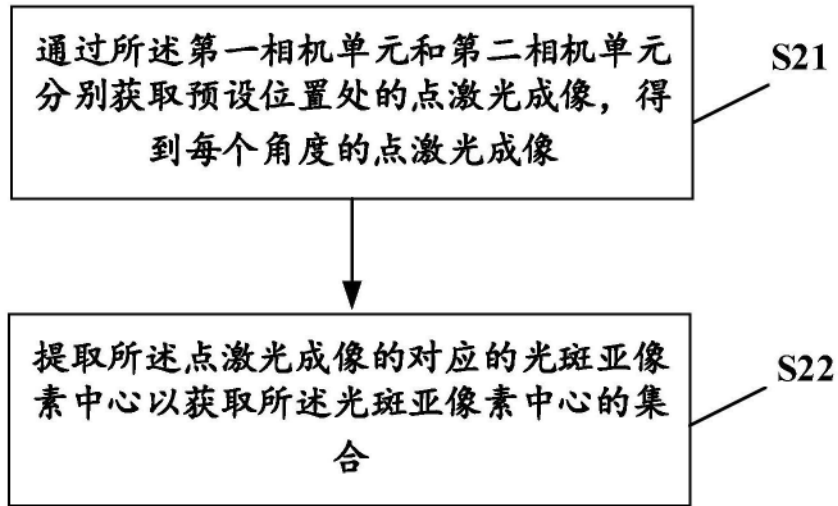 通过所述第一相机单元和第二相机单元
分别获取预设位置处的点激光成像，得
到每个角度的点激光成像
S21
提取所述点激光成像的对应的光斑亚像
素中心以获取所述光斑亚像素中心的集
合
S22